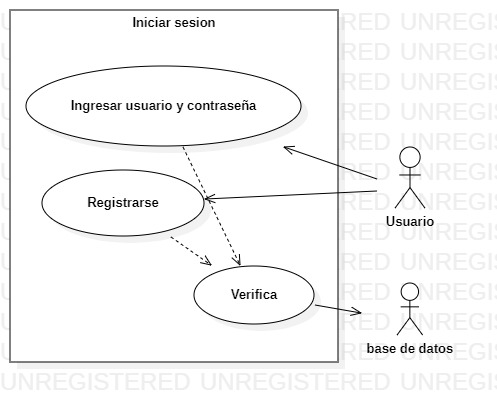 Iniciar sesion
Ingresar usuario y contraseña
Registrarse
Usuario
Verifica
base de datos
UNREGISTERED UNREGISTERED UNREGISTERED